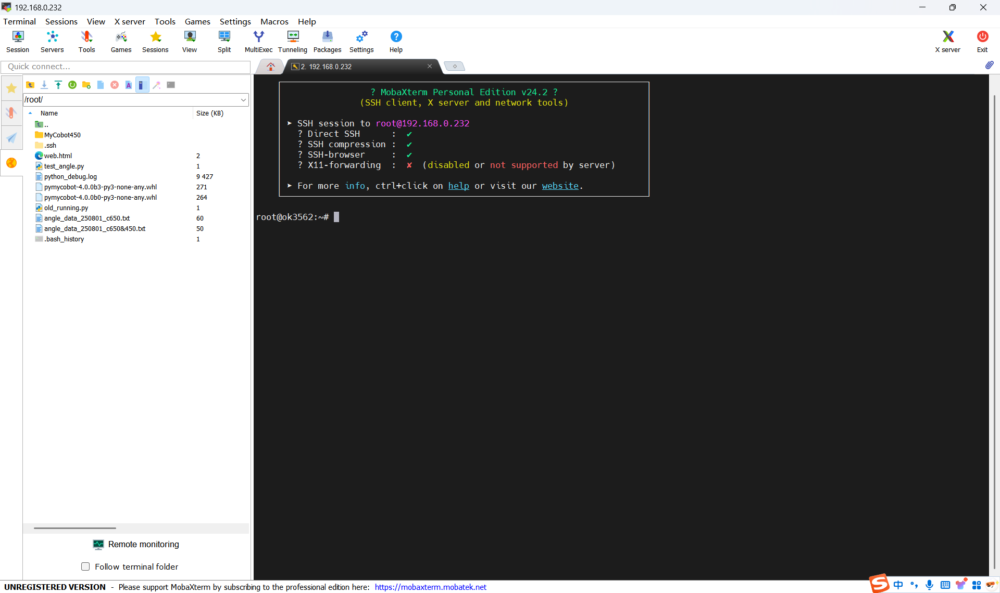 192.168.0.232
Terminal Sessions View X server Tools Games Settings Macros Help
Session Servers Tools Games Sessions View Split MultiExec Tunneling Packages Settings Help X server Exit
Quick connect...
2. 192.168.0.232
/root/
Name Size (KB)
..
MyCobot450
.ssh
web.html 2
test_angle.py 1
python_debug.log 9 427
pymycobot-4.0.0b3-py3-none-any.whl 271
pymycobot-4.0.0b0-py3-none-any.whl 264
old_running.py 1
angle_data_250801_c650.txt 60
angle_data_250801_c650&450.txt 50
.bash_history 1
Remote monitoring
Follow terminal folder
? MobaXterm Personal Edition v24.2 ?
(SSH client, X server and network tools)
➤ SSH session to root@192.168.0.232
? Direct SSH : ✔
? SSH compression : ✔
? SSH-browser : ✔
? X11-forwarding : ✘ (disabled or not supported by server)
➤ For more info, ctrl+click on help or visit our website.
root@ok3562:~#
UNREGISTERED VERSION - Please support MobaXterm by subscribing to the professional edition here: https://mobaxterm.mobatek.net
中